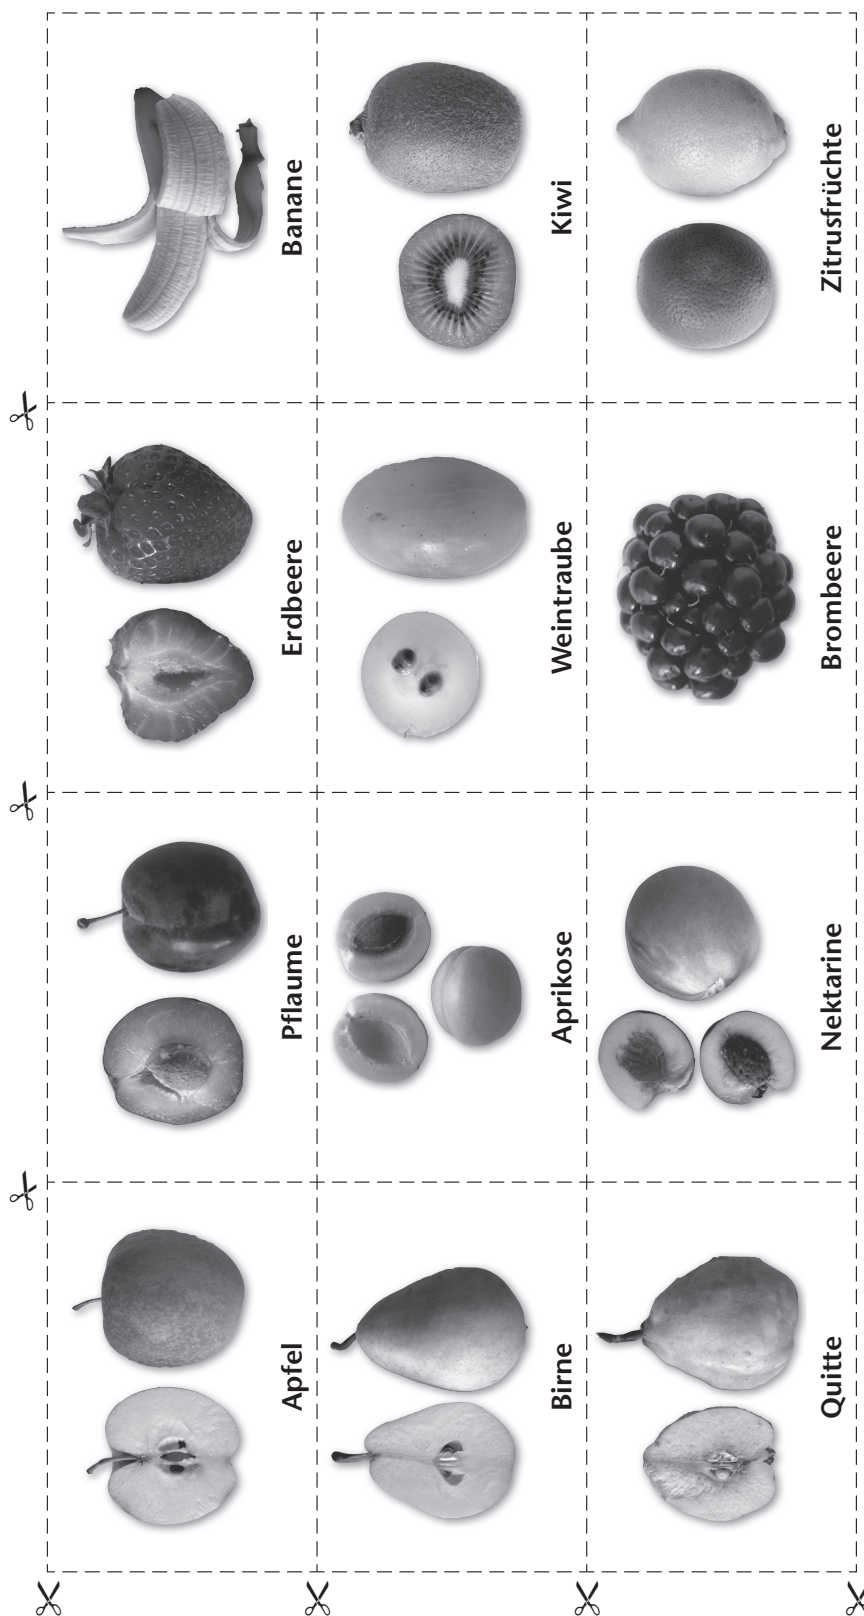 Apfel
Pflaume
Erdbeere
Banane
Birne
Aprikose
Weintraube
Kiwi
Quitte
Nektarine
Brombeere
Zitrusfrüchte